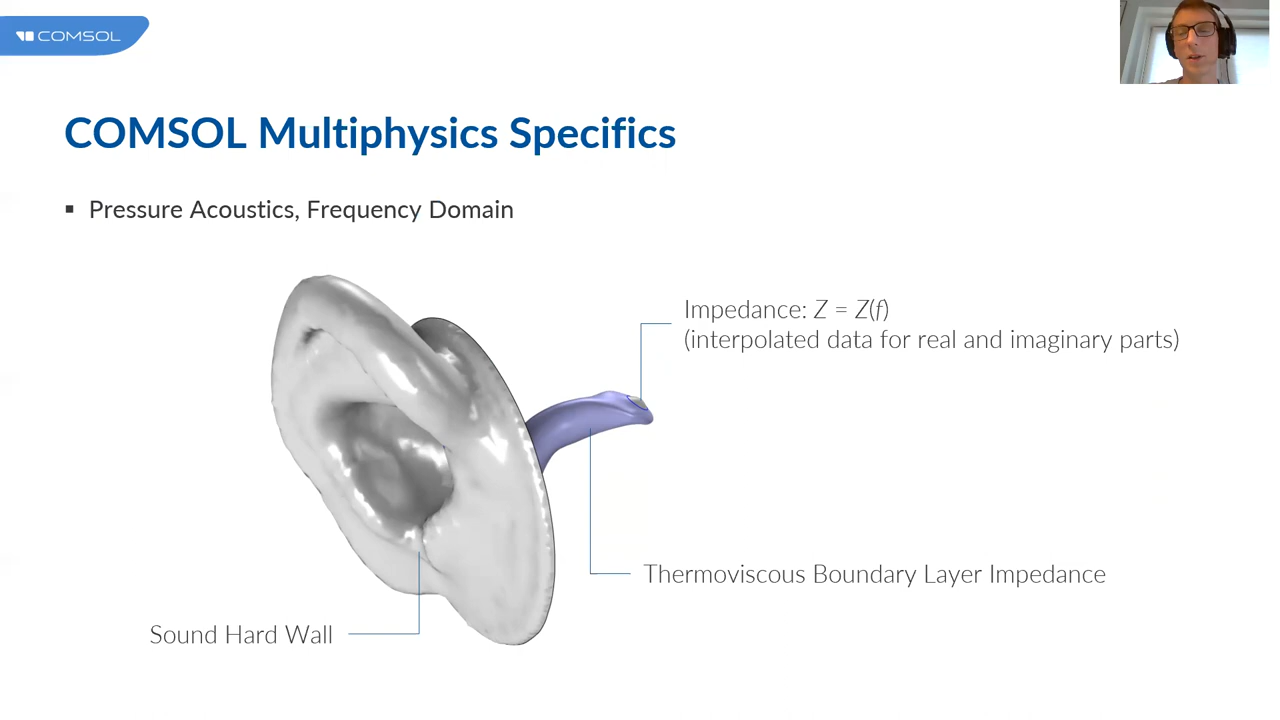 COMSOL
COMSOL Multiphysics Specifics
▪ Pressure Acoustics, Frequency Domain
Impedance: Z = Z(f)
(interpolated data for real and imaginary parts)
Thermoviscous Boundary Layer Impedance
Sound Hard Wall